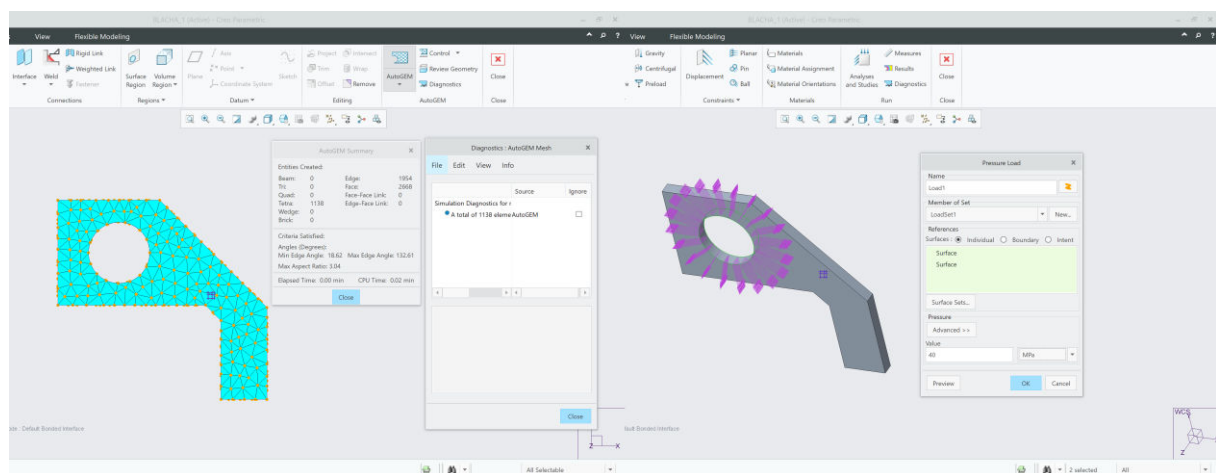 BLACHA_1 (Active) - Creo Parametric
View Flexible Modeling
Interface
Weld
Rigid Link
Weighted Link
Fastener
Connections
Surface Region
Volume Region
Regions
Plane
Axis
Point
Coordinate System
Sketch
Datum
Project Intersect
Trim Wrap
Offset Remove
Editing
AutoGEM
Control
Review Geometry
Diagnostics
AutoGEM
Close
Close
AutoGEM Summary
Entities Created:
Beam: 0 Edge: 1954
Tri: 0 Face: 2668
Quad: 0 Face-Face Link: 0
Tetra: 1138 Edge-Face Link: 0
Wedge: 0
Brick: 0
Criteria Satisfied:
Angles (Degrees):
Min Edge Angle: 18.62 Max Edge Angle: 132.61
Max Aspect Ratio: 3.04
Elapsed Time: 0.00 min CPU Time: 0.02 min
Close
Diagnostics : AutoGEM Mesh
File Edit View Info
Source Ignore
Simulation Diagnostics for r
A total of 1138 eleme AutoGEM
Close
Default Bonded Interface
Z X
All Selectable
BLACHA_1 (Active) - Creo Parametric
View Flexible Modeling
Gravity
Centrifugal
Preload
Displacement
Planar
Pin
Ball
Constraints
Materials
Material Assignment
Material Orientations
Materials
Analyses and Studies
Measures
Results
Diagnostics
Run
Close
Close
Pressure Load
Name
Load1
Member of Set
LoadSet1 New...
References
Surfaces : Individual Boundary Intent
Surface
Surface
Surface Sets...
Pressure
Advanced >>
Value
40 MPa
Preview OK Cancel
ault Bonded Interface
WCS
Z
2 selected All